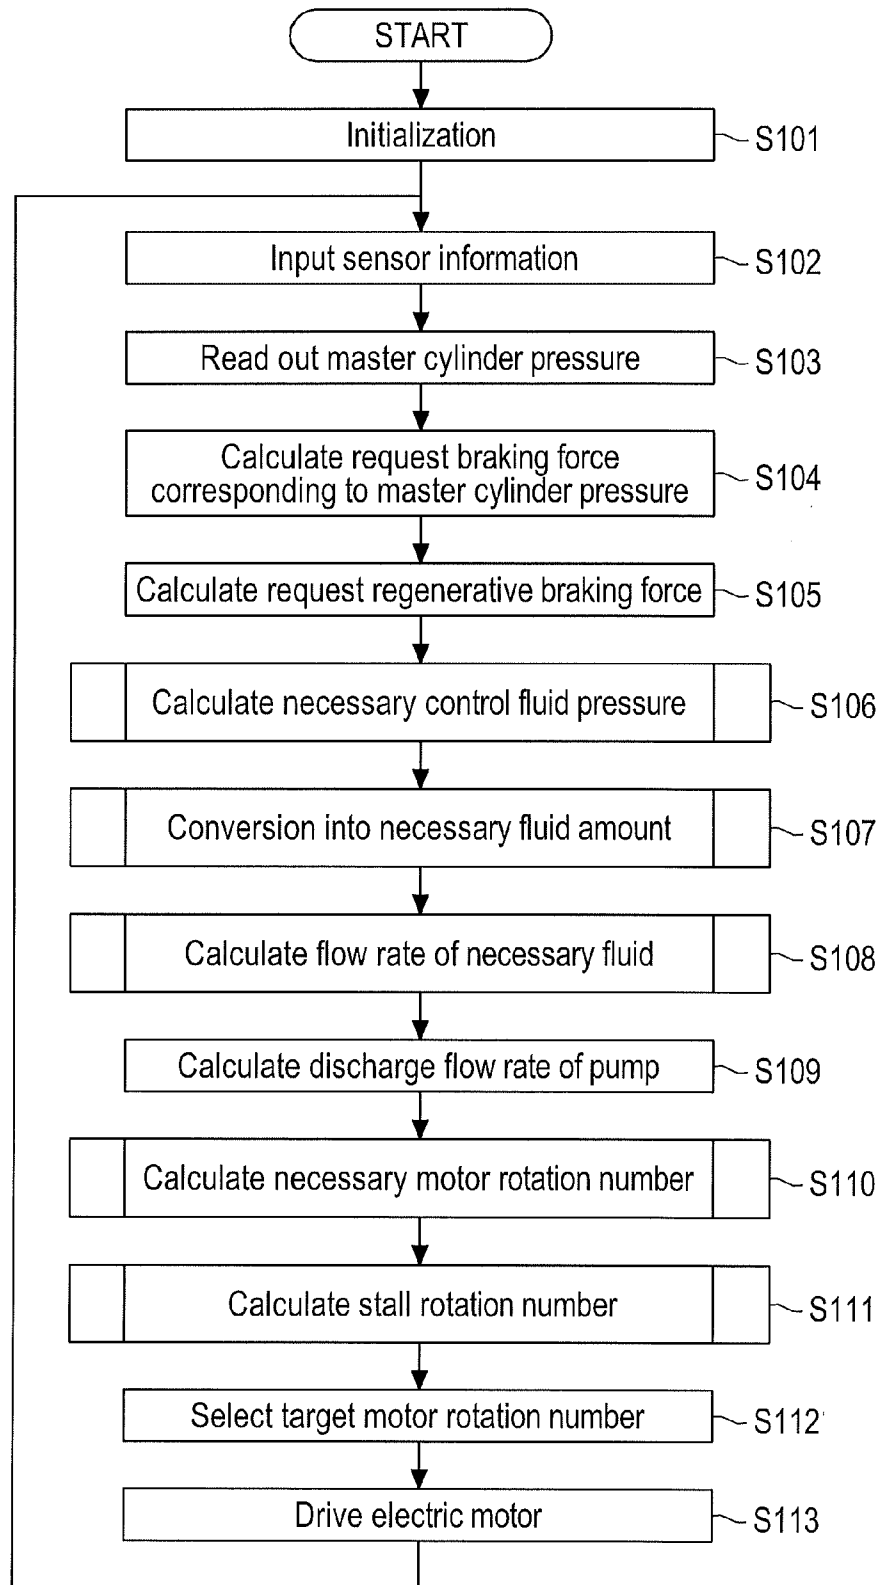 START
Initialization
S101
Input sensor information
S102
Read out master cylinder pressure
S103
Calculate request braking force
corresponding to master cylinder pressure
S104
Calculate request regenerative braking force
S105
Calculate necessary control fluid pressure
S106
Conversion into necessary fluid amount
S107
Calculate flow rate of necessary fluid
S108
Calculate discharge flow rate of pump
S109
Calculate necessary motor rotation number
S110
Calculate stall rotation number
S111
Select target motor rotation number
S112
Drive electric motor
S113